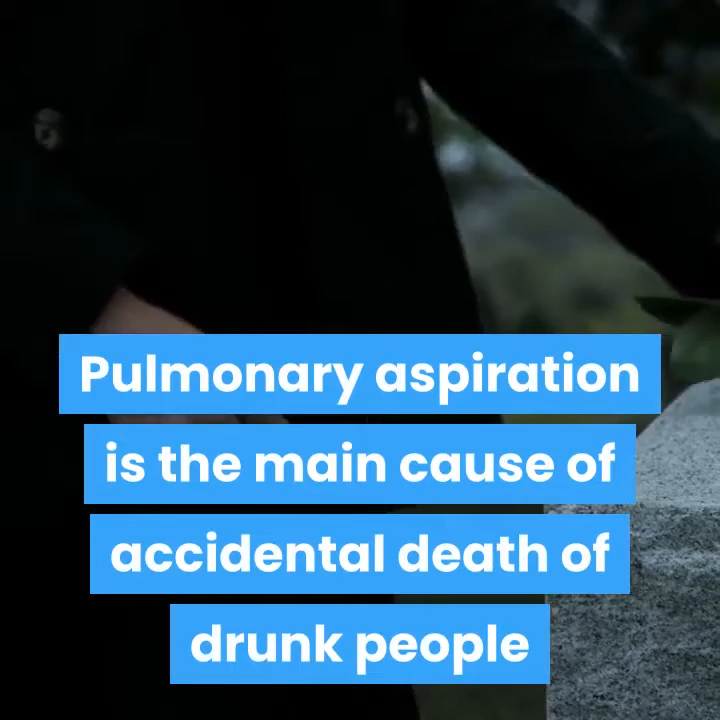 Pulmonary aspiration
is the main cause of
accidental death of
drunk people